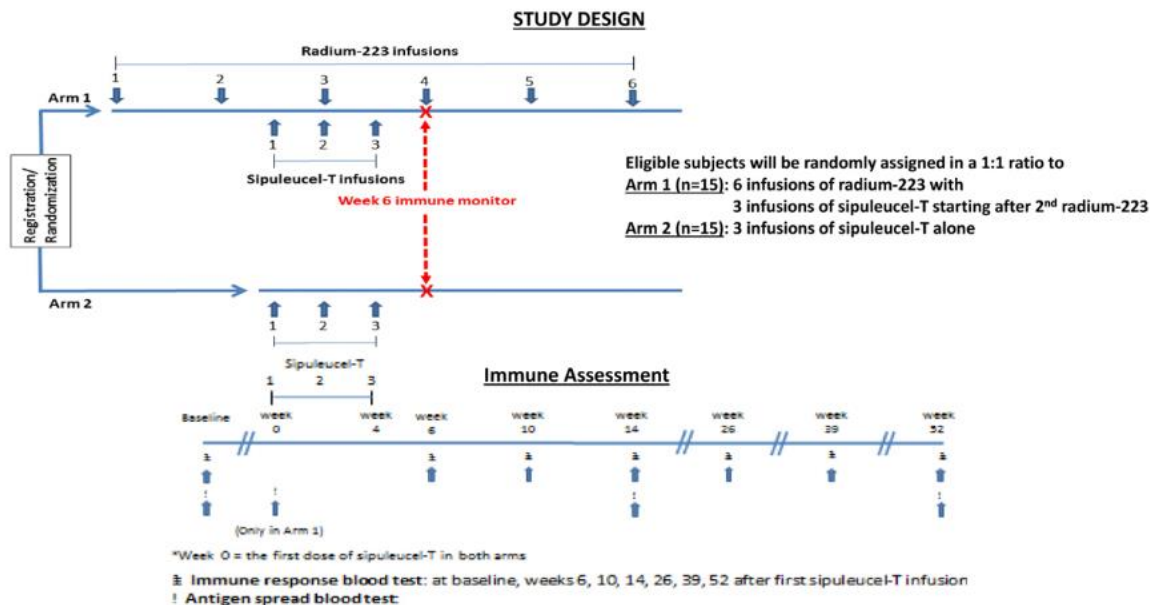 STUDY DESIGN
Radium-223 infusions
1 2 3 4 5 6
Arm 1
1 2 3
Sipuleucel-T infusions
Week 6 immune monitor
Registration/
Randomization
Eligible subjects will be randomly assigned in a 1:1 ratio to
Arm 1 (n=15): 6 infusions of radium-223 with
3 infusions of sipuleucel-T starting after 2nd radium-223
Arm 2 (n=15): 3 infusions of sipuleucel-T alone
Arm 2
1 2 3
Sipuleucel-T
1 2 3
Immune Assessment
Baseline week week week week week week week week
0 4 6 10 14 26 39 52
! ! ! !
(Only in Arm 1)
*Week 0 = the first dose of sipuleucel-T in both arms
Immune response blood test: at baseline, weeks 6, 10, 14, 26, 39, 52 after first sipuleucel-T infusion
! Antigen spread blood test: